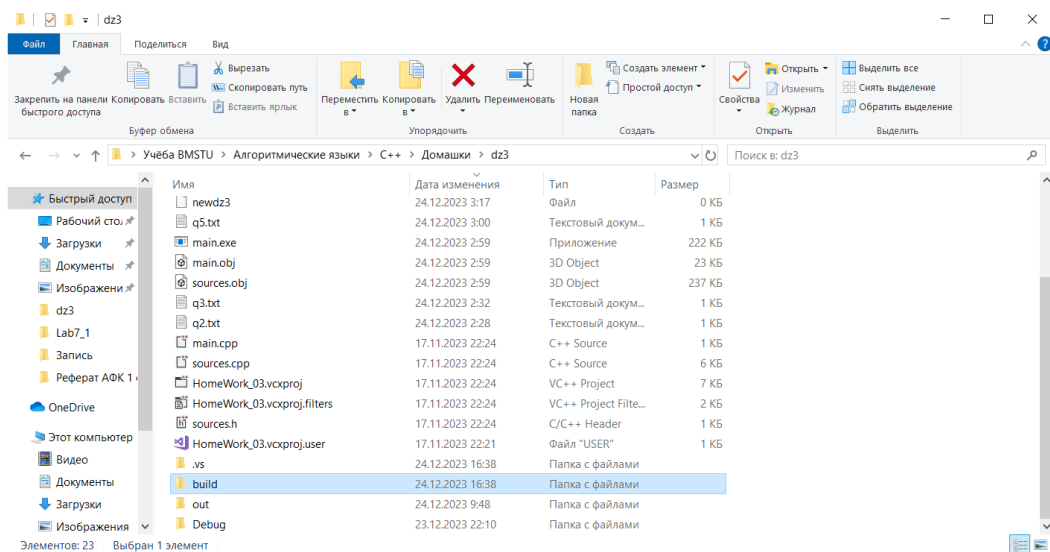 dz3
Файл Главная Поделиться Вид
Закрепить на панели быстрого доступа
Копировать
Вставить
Вырезать
Скопировать путь
Вставить ярлык
Буфер обмена
Переместить в
Копировать в
Удалить
Переименовать
Упорядочить
Новая папка
Создать элемент
Простой доступ
Создать
Свойства
Открыть
Изменить
Журнал
Открыть
Выделить все
Снять выделение
Обратить выделение
Выделить
Учёба BMSTU > Алгоритмические языки > C++ > Домашки > dz3
Поиск в: dz3
Быстрый доступ
Рабочий стол
Загрузки
Документы
Изображени
dz3
Lab7_1
Запись
Реферат АФК 1
OneDrive
Этот компьютер
Видео
Документы
Загрузки
Изображения
Имя Дата изменения Тип Размер
newdz3 24.12.2023 3:17 Файл 0 КБ
q5.txt 24.12.2023 3:00 Текстовый докум... 1 КБ
main.exe 24.12.2023 2:59 Приложение 222 КБ
main.obj 24.12.2023 2:59 3D Object 23 КБ
sources.obj 24.12.2023 2:59 3D Object 237 КБ
q3.txt 24.12.2023 2:32 Текстовый докум... 1 КБ
q2.txt 24.12.2023 2:28 Текстовый докум... 1 КБ
main.cpp 17.11.2023 22:24 C++ Source 1 КБ
sources.cpp 17.11.2023 22:24 C++ Source 6 КБ
HomeWork_03.vcxproj 17.11.2023 22:24 VC++ Project 7 КБ
HomeWork_03.vcxproj.filters 17.11.2023 22:24 VC++ Project Filte... 2 КБ
sources.h 17.11.2023 22:24 C/C++ Header 1 КБ
HomeWork_03.vcxproj.user 17.11.2023 22:21 Файл "USER" 1 КБ
.vs 24.12.2023 16:38 Папка с файлами
build 24.12.2023 16:38 Папка с файлами
out 24.12.2023 9:48 Папка с файлами
Debug 23.12.2023 22:10 Папка с файлами
Элементов: 23 Выбран 1 элемент